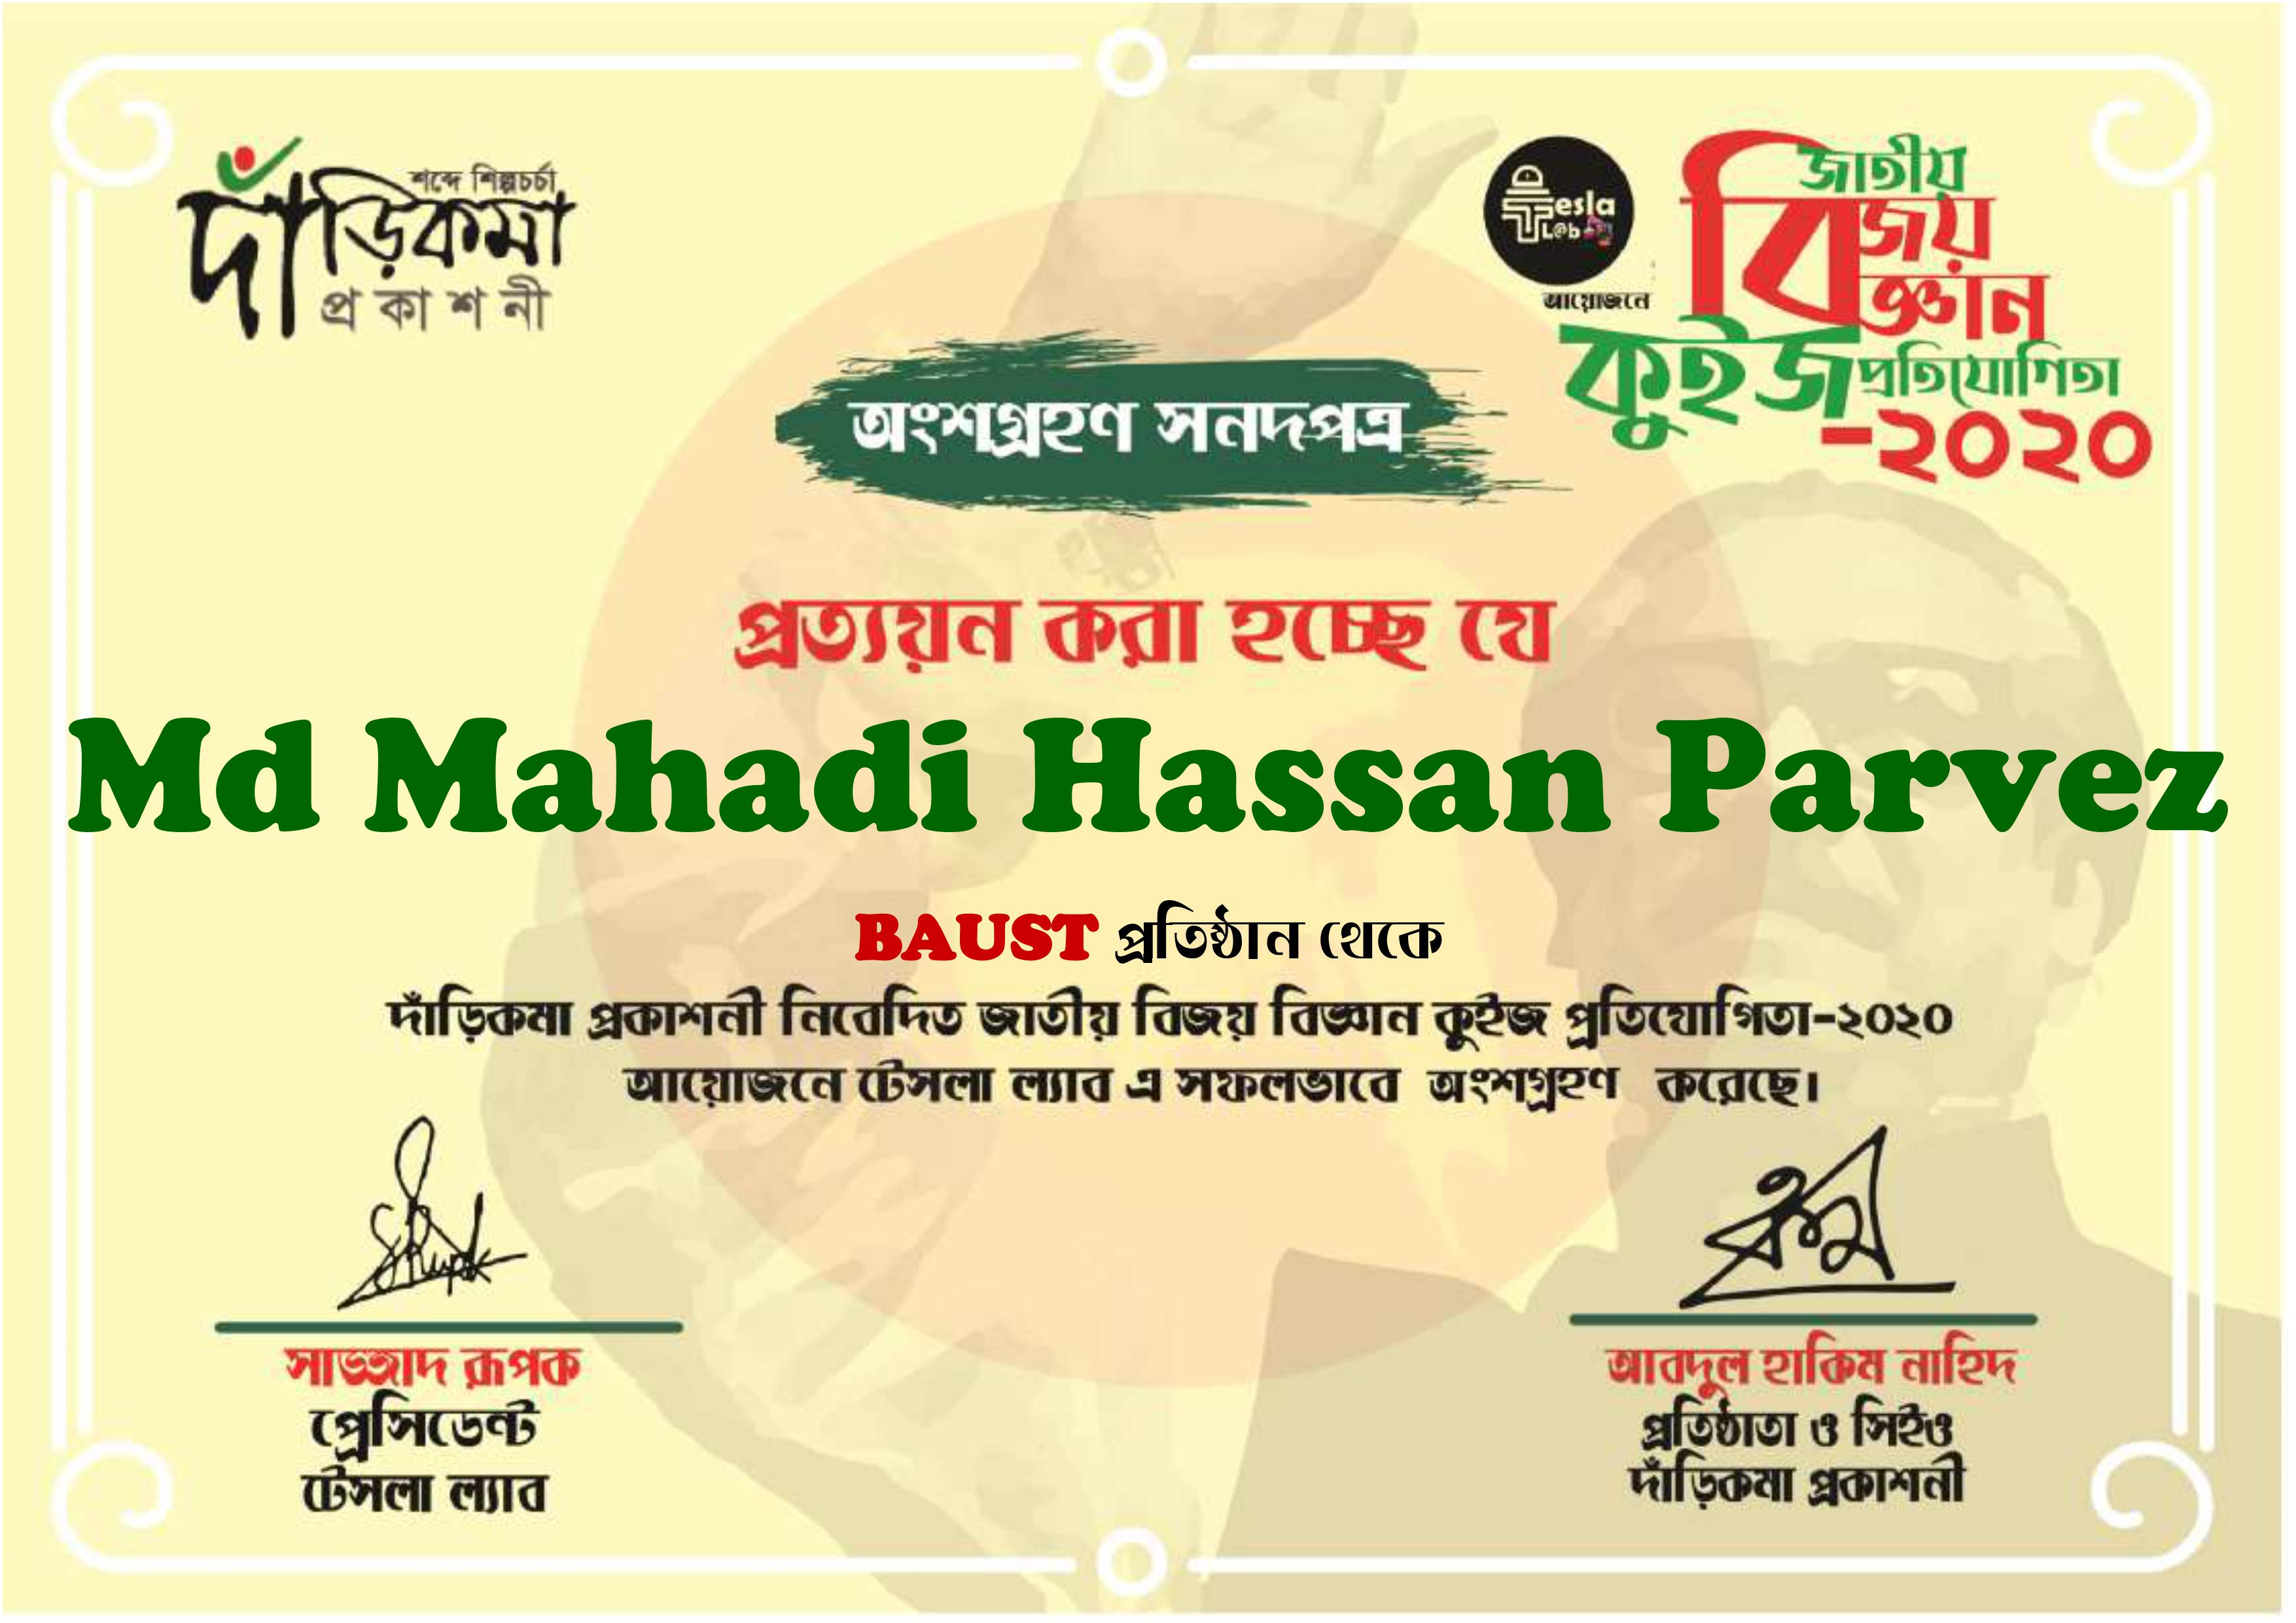 শব্দে শিল্পচর্চা
দাঁড়িকমা
প্রকাশনী
Tesla
L@b
আয়োজনে
জাতীয়
বিজয়
বিজ্ঞান
কুইজ প্রতিযোগিতা
-২০২০
অংশগ্রহণ সনদপত্র
প্রত্যয়ন করা হচ্ছে যে
Md Mahadi Hassan Parvez
BAUST প্রতিষ্ঠান থেকে
দাঁড়িকমা প্রকাশনী নিবেদিত জাতীয় বিজয় বিজ্ঞান কুইজ প্রতিযোগিতা-২০২০
আয়োজনে টেসলা ল্যাব এ সফলভাবে অংশগ্রহণ করেছে।
সাজ্জাদ রূপক
প্রেসিডেন্ট
টেসলা ল্যাব
আবদুল হাকিম নাহিদ
প্রতিষ্ঠাতা ও সিইও
দাঁড়িকমা প্রকাশনী